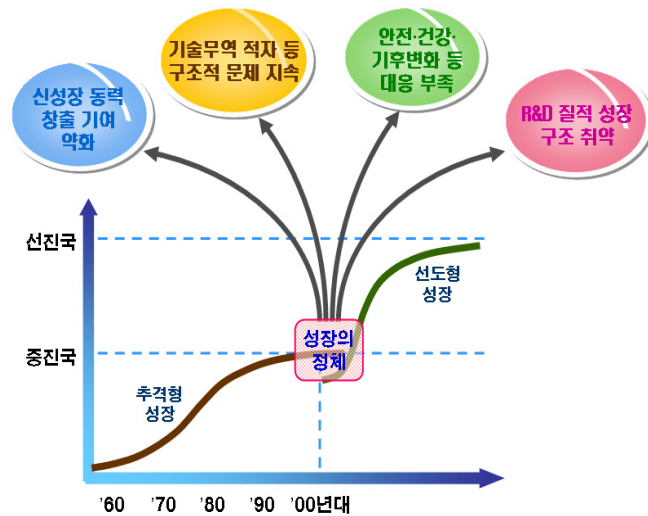 신성장 동력
창출 기여
약화
기술무역 적자 등
구조적 문제 지속
안전·건강·
기후변화 등
대응 부족
R&D 질적 성장
구조 취약
선진국
선도형
성장
성장의
정체
중진국
추격형
성장
'60 '70 '80 '90 '00년대